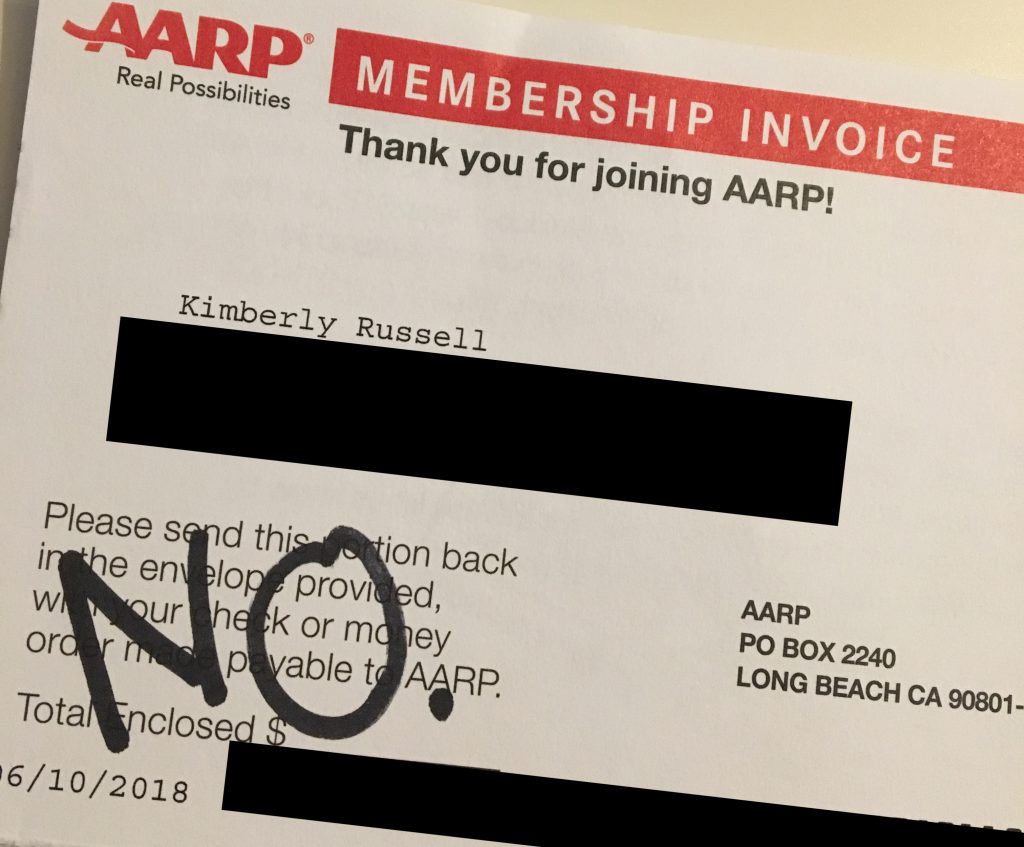 AARP®
Real Possibilities
MEMBERSHIP INVOICE
Thank you for joining AARP!
Kimberly Russell
Please send this portion back
in the envelope provided,
with your check or money
order made payable to AARP.
NO.
Total Enclosed $
06/10/2018
AARP
PO BOX 2240
LONG BEACH CA 90801-